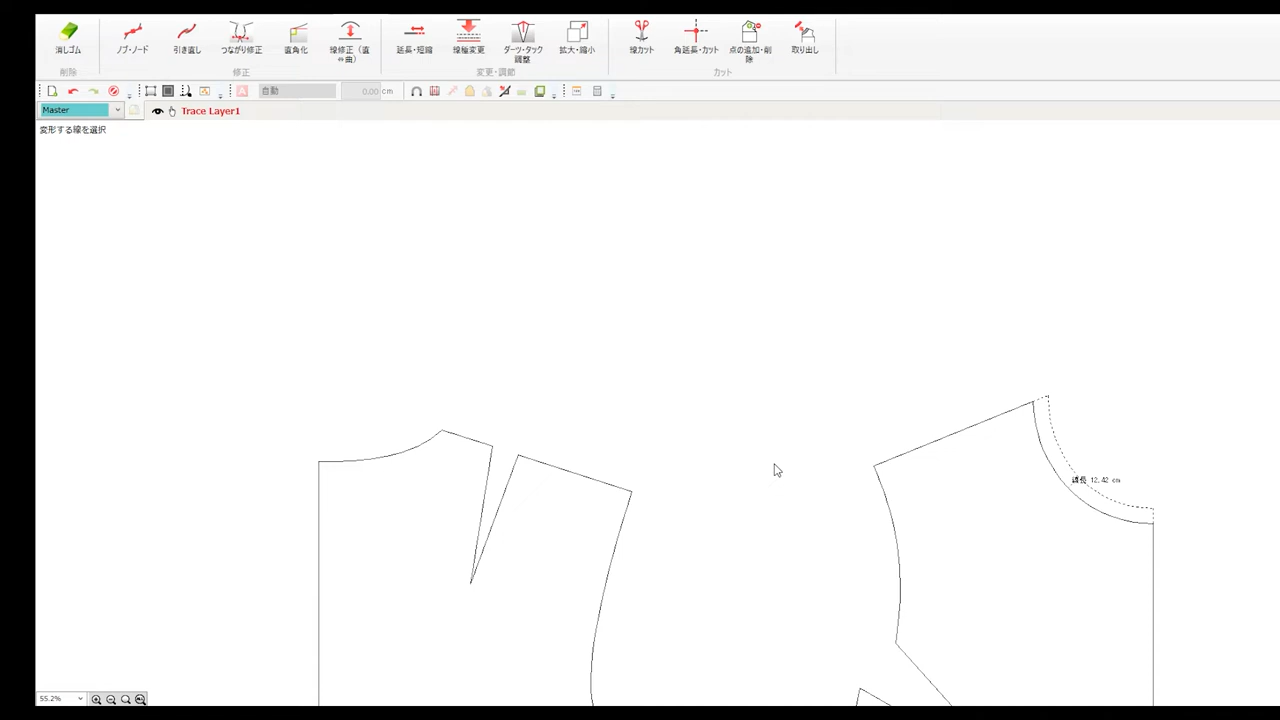 消しゴム
ノブ・ノード
引き直し
つながり修正
直角化
線修正（直
⇔曲）
延長・短縮
線種変更
ダーツ・タック
調整
拡大・縮小
線カット
角延長・カット
点の追加・削
除
取り出し
削除
修正
変更・調節
カット
自動
0.00 cm
Master
Trace Layer1
変形する線を選択
線長 12.42 cm
55.2%